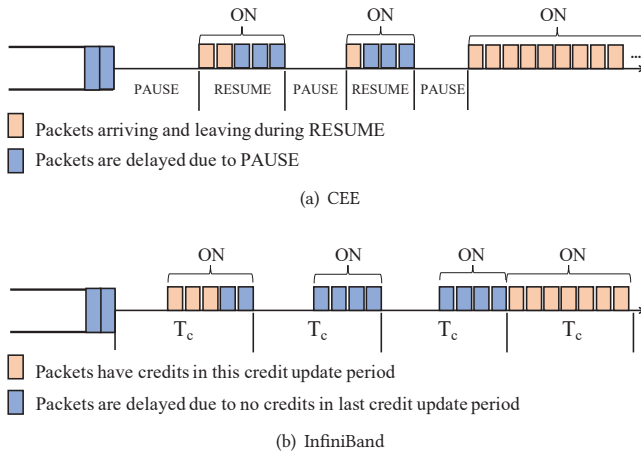 ON ON ON
...
PAUSE RESUME PAUSE RESUME PAUSE
Packets arriving and leaving during RESUME
Packets are delayed due to PAUSE
(a) CEE
ON ON ON ON
Tc Tc Tc Tc
Packets have credits in this credit update period
Packets are delayed due to no credits in last credit update period
(b) InfiniBand